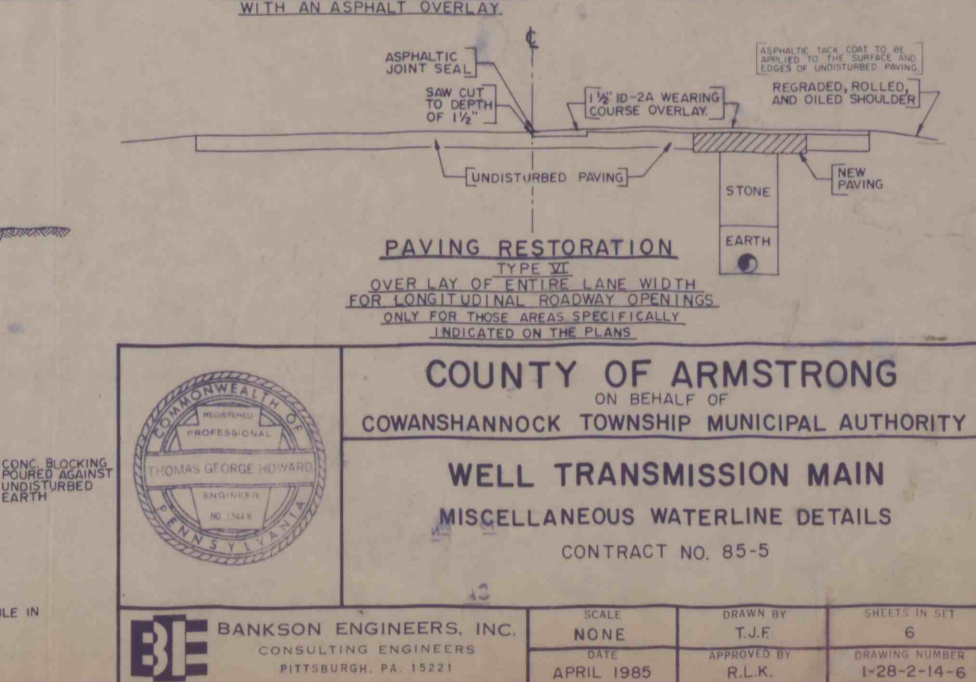 WITH AN ASPHALT OVERLAY
ASPHALTIC
JOINT SEAL
SAW CUT
TO DEPTH
OF 1½"
℄
1½" ID-2A WEARING
COURSE OVERLAY.
ASPHALTIC TACK COAT TO BE
APPLIED TO THE SURFACE AND
EDGES OF UNDISTURBED PAVING.
REGRADED, ROLLED,
AND OILED SHOULDER
UNDISTURBED PAVING
NEW
PAVING
STONE
EARTH
PAVING RESTORATION
TYPE VI
OVER LAY OF ENTIRE LANE WIDTH
FOR LONGITUDINAL ROADWAY OPENINGS
ONLY FOR THOSE AREAS SPECIFICALLY
INDICATED ON THE PLANS
CONC. BLOCKING
POURED AGAINST
UNDISTURBED
EARTH
COMMONWEALTH OF
REGISTERED
PROFESSIONAL
THOMAS GEORGE HOWARD
ENGINEER
NO.
PENNSYLVANIA
COUNTY OF ARMSTRONG
ON BEHALF OF
COWANSHANNOCK TOWNSHIP MUNICIPAL AUTHORITY
WELL TRANSMISSION MAIN
MISCELLANEOUS WATERLINE DETAILS
CONTRACT NO. 85-5
LE IN
BE
BANKSON ENGINEERS, INC.
CONSULTING ENGINEERS
PITTSBURGH, PA. 15221
SCALE
NONE
DRAWN BY
T.J.F.
SHEETS IN SET
6
DATE
APRIL 1985
APPROVED BY
R.L.K.
DRAWING NUMBER
1-28-2-14-6